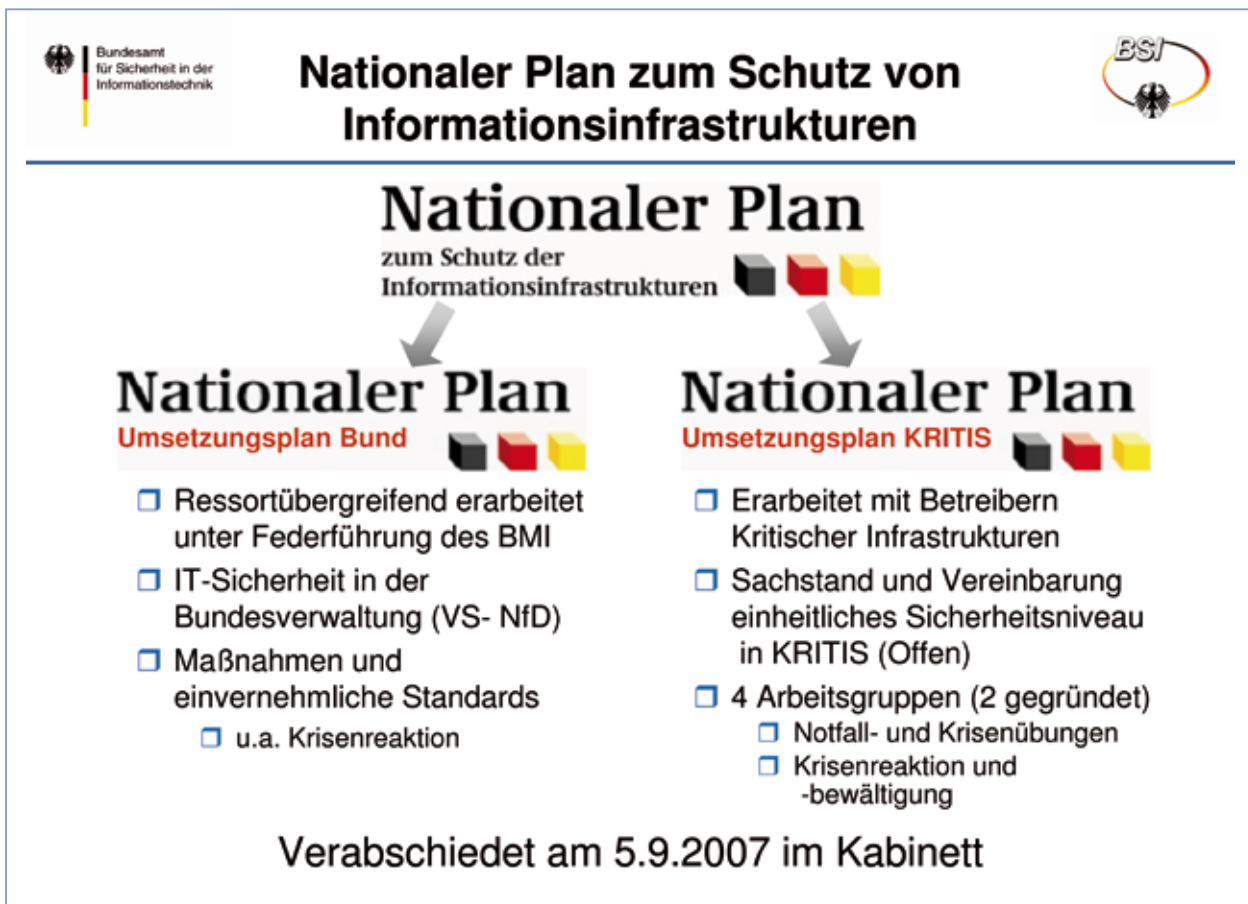 Bundesamt
für Sicherheit in der
Informationstechnik
Nationaler Plan zum Schutz von
Informationsinfrastrukturen
BSI
Nationaler Plan
zum Schutz der
Informationsinfrastrukturen
Nationaler Plan
Umsetzungsplan Bund
Ressortübergreifend erarbeitet
unter Federführung des BMI
IT-Sicherheit in der
Bundesverwaltung (VS- NfD)
Maßnahmen und
einvernehmliche Standards
u.a. Krisenreaktion
Nationaler Plan
Umsetzungsplan KRITIS
Erarbeitet mit Betreibern
Kritischer Infrastrukturen
Sachstand und Vereinbarung
einheitliches Sicherheitsniveau
in KRITIS (Offen)
4 Arbeitsgruppen (2 gegründet)
Notfall- und Krisenübungen
Krisenreaktion und
-bewältigung
Verabschiedet am 5.9.2007 im Kabinett